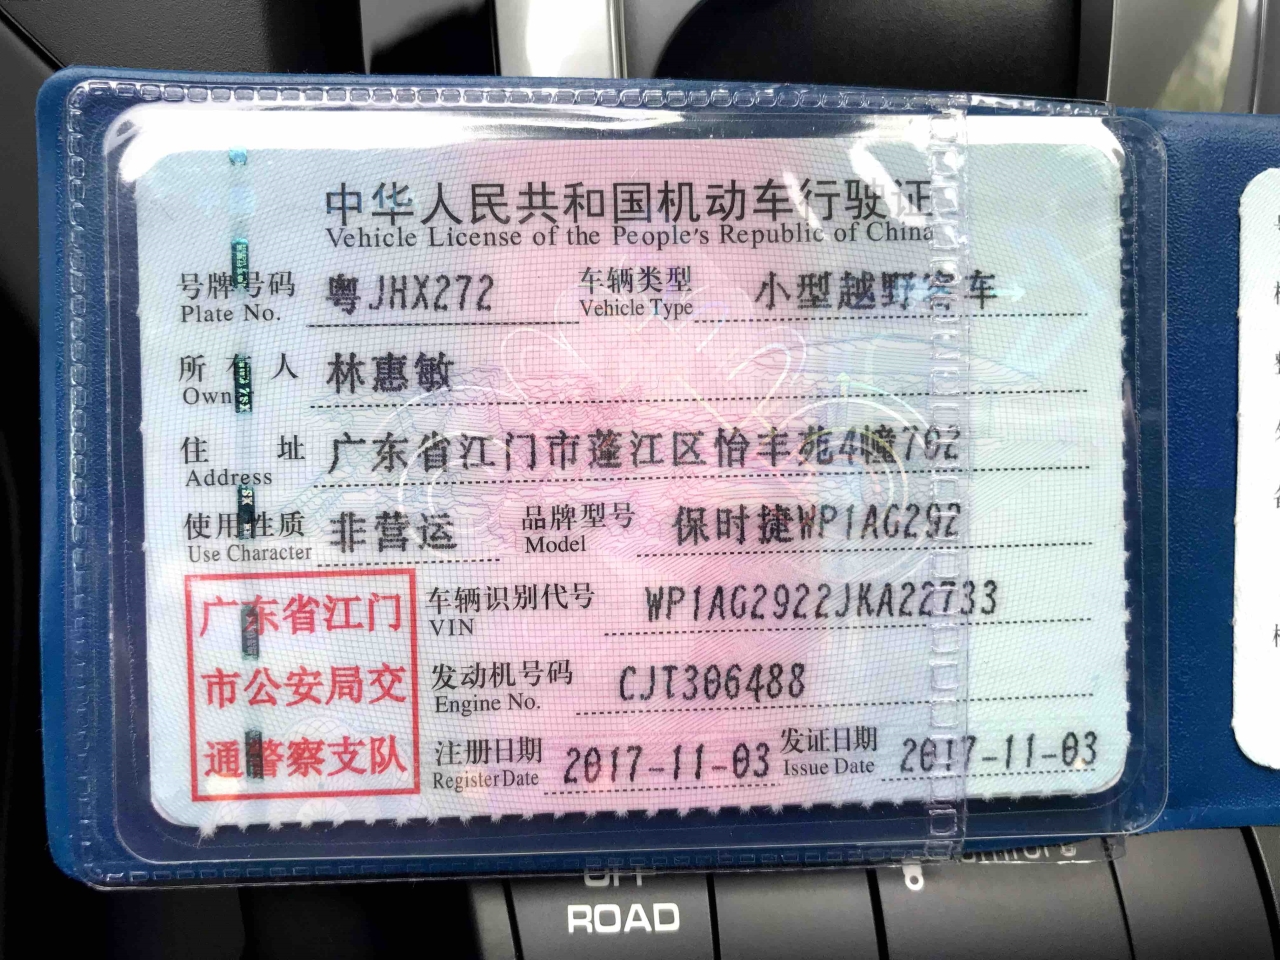 中华人民共和国机动车行驶证
Vehicle License of the People's Republic of China
号牌号码 粤JHX272 车辆类型 小型越野客车
Plate No. Vehicle Type
所有人 林惠敏
Owner
住址 广东省江门市蓬江区怡丰苑4幢702
Address
使用性质 非营运 品牌型号 保时捷WP1AG292
Use Character Model
广东省江门
市公安局交
通警察支队
车辆识别代号 WP1AG2922JKA22733
VIN
发动机号码 CJT306488
Engine No.
注册日期 2017-11-03 发证日期 2017-11-03
Register Date Issue Date
OFF
ROAD